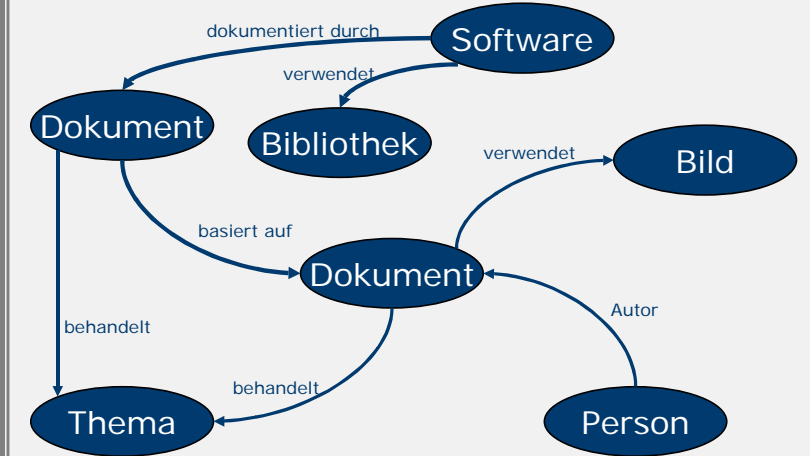 dokumentiert durch
Software
verwendet
Dokument
Bibliothek
verwendet
Bild
basiert auf
Dokument
Autor
behandelt
behandelt
Thema
Person